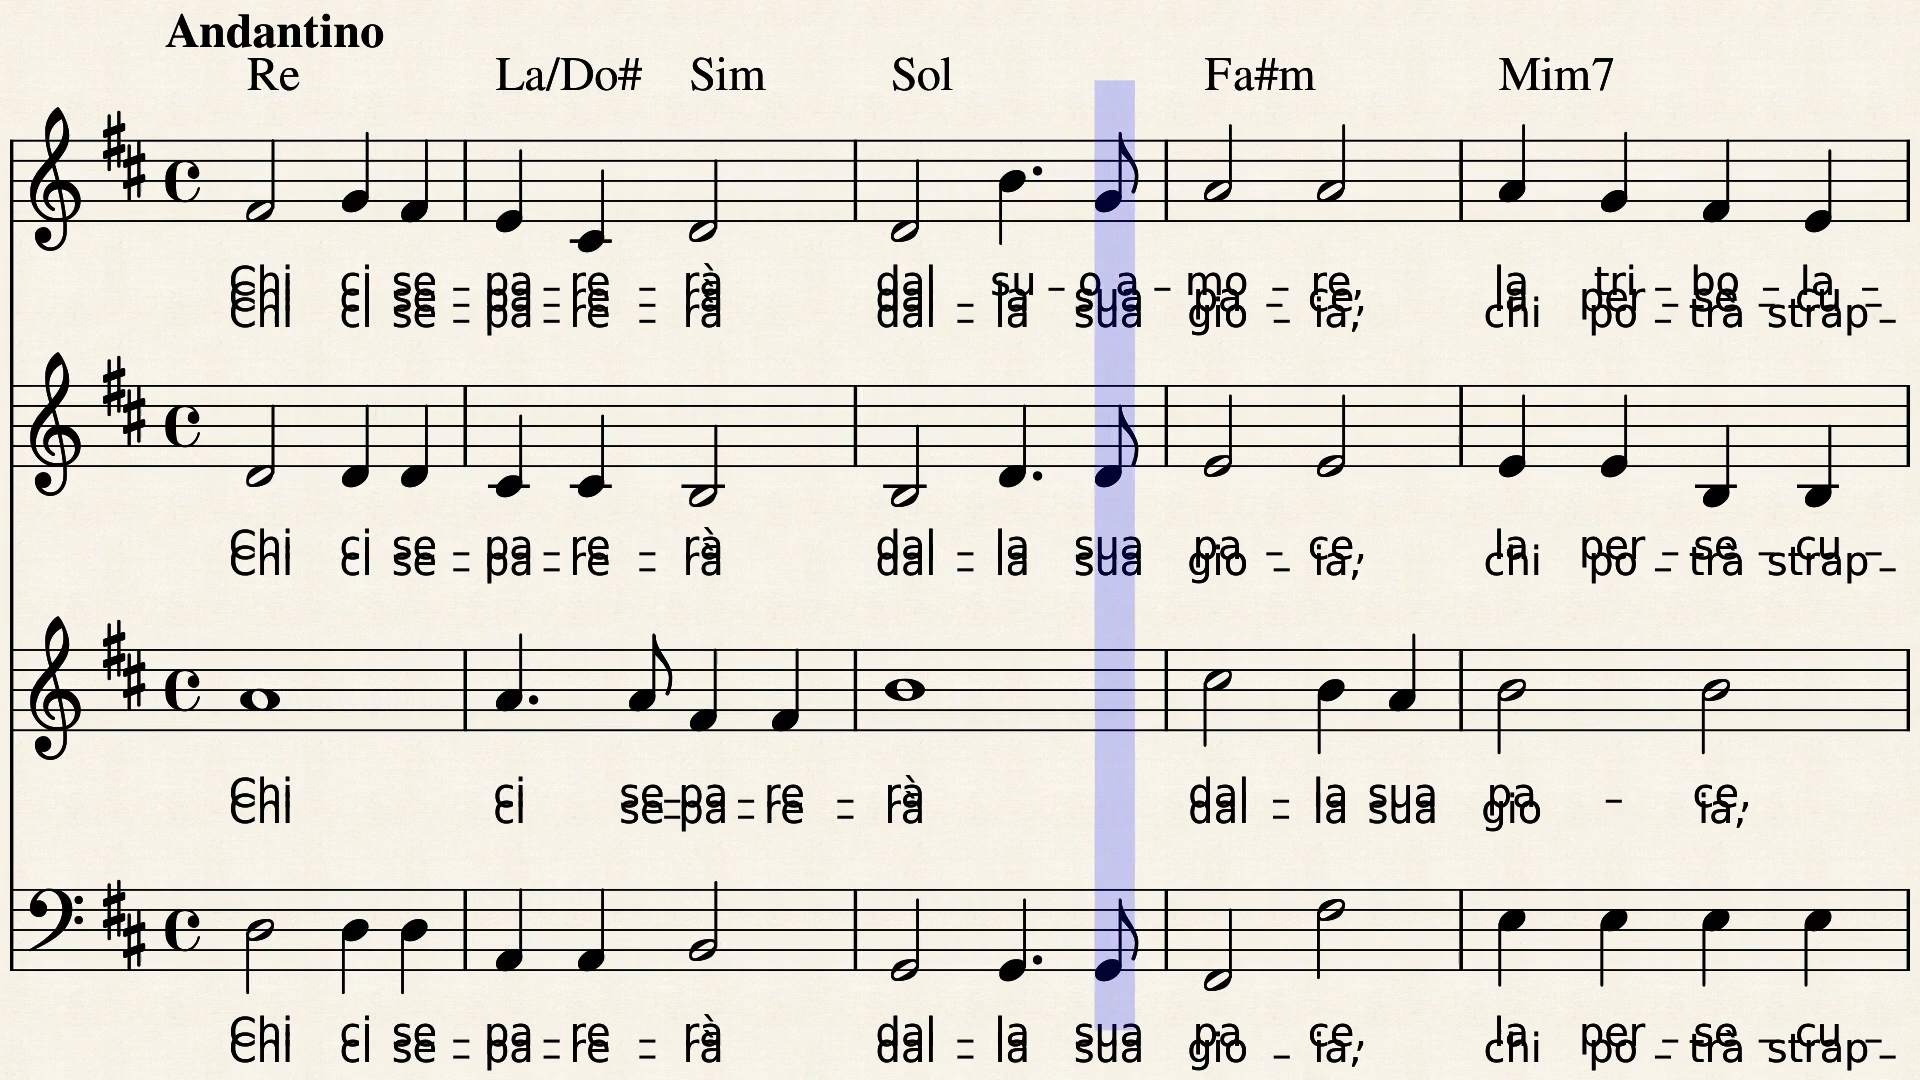 Andantino
Re La/Do# Sim Sol Fa#m Mim7
Chi ci se – pa – re – rà dal su – o a – mo – re, la tri – bo – la –
Chi ci se – pa – re – rà dal – la sua pa – ce, la per – se – cu –
Chi ci se – pa – re – rà dal – la sua gio – ia, chi po – trà strap –
Chi ci se – pa – re – rà dal – la sua pa – ce, la per – se – cu –
Chi ci se – pa – re – rà dal – la sua gio – ia, chi po – trà strap –
Chi ci se–pa – re – rà dal – la sua pa – ce,
Chi ci se–pa – re – rà dal – la sua gio ia,
Chi ci se – pa – re – rà dal – la sua pa – ce, la per – se – cu –
Chi ci se – pa – re – rà dal – la sua gio – ia, chi po – trà strap –